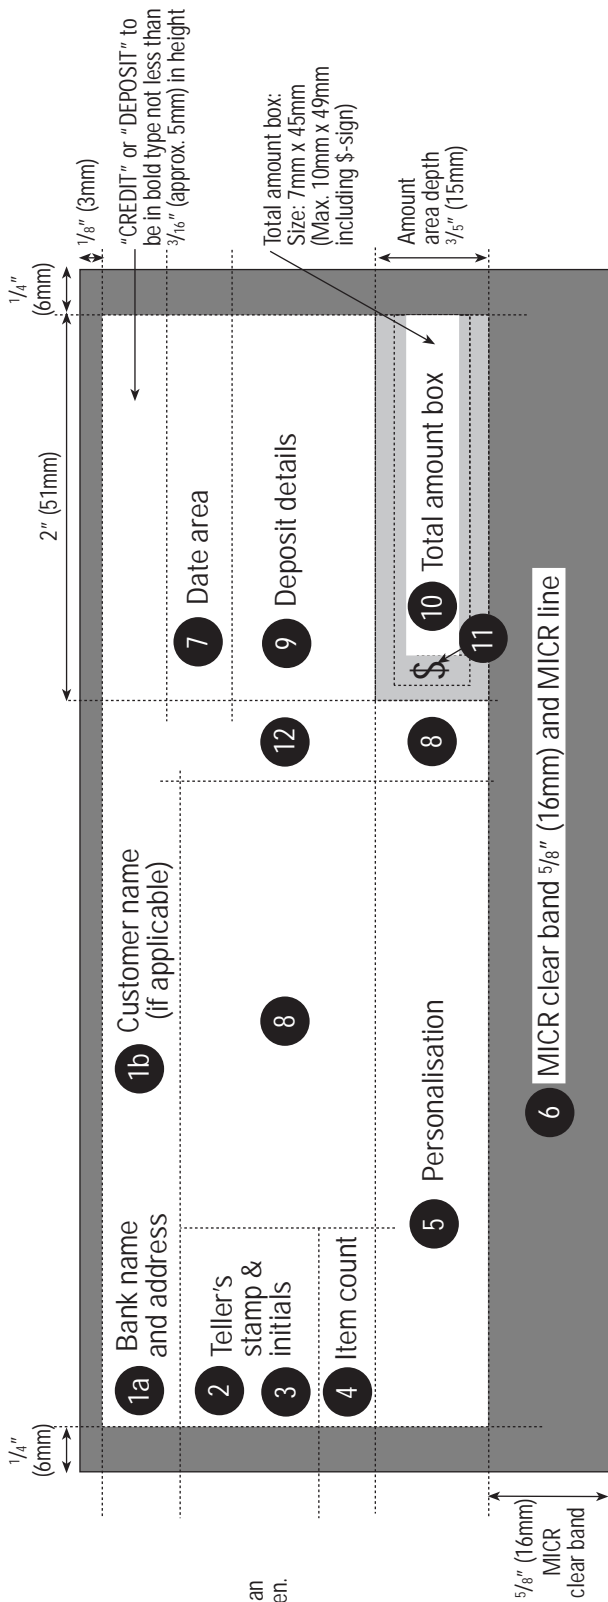 1/4"
(6mm)
2" (51mm)
1/4"
(6mm)
1/8" (3mm)
"CREDIT" or "DEPOSIT" to
be in bold type not less than
3/16" (approx. 5mm) in height
1a Bank name
and address
1b Customer name
(if applicable)
2 Teller's
stamp &
3 initials
7 Date area
8
12
9 Deposit details
Total amount box:
Size: 7mm x 45mm
(Max. 10mm x 49mm
including $-sign)
4 Item count
5 Personalisation
8
$
10 Total amount box
11
Amount
area depth
3/5" (15mm)
6 MICR clear band 5/8" (16mm) and MICR line
5/8" (16mm)
MICR
clear band
an
en.